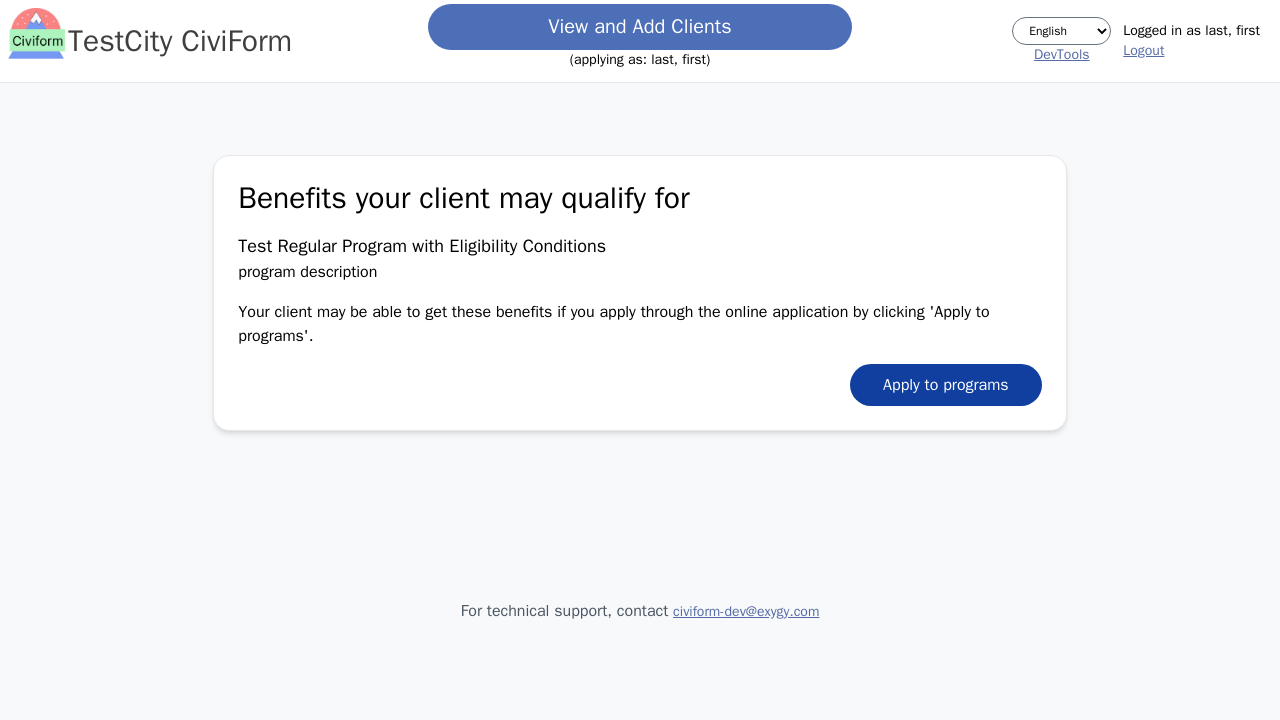 Civiform
TestCity CiviForm
View and Add Clients
(applying as: last, first)
English
DevTools
Logged in as last, first
Logout
Benefits your client may qualify for
Test Regular Program with Eligibility Conditions
program description
Your client may be able to get these benefits if you apply through the online application by clicking 'Apply to
programs'.
Apply to programs
For technical support, contact civiform-dev@exygy.com